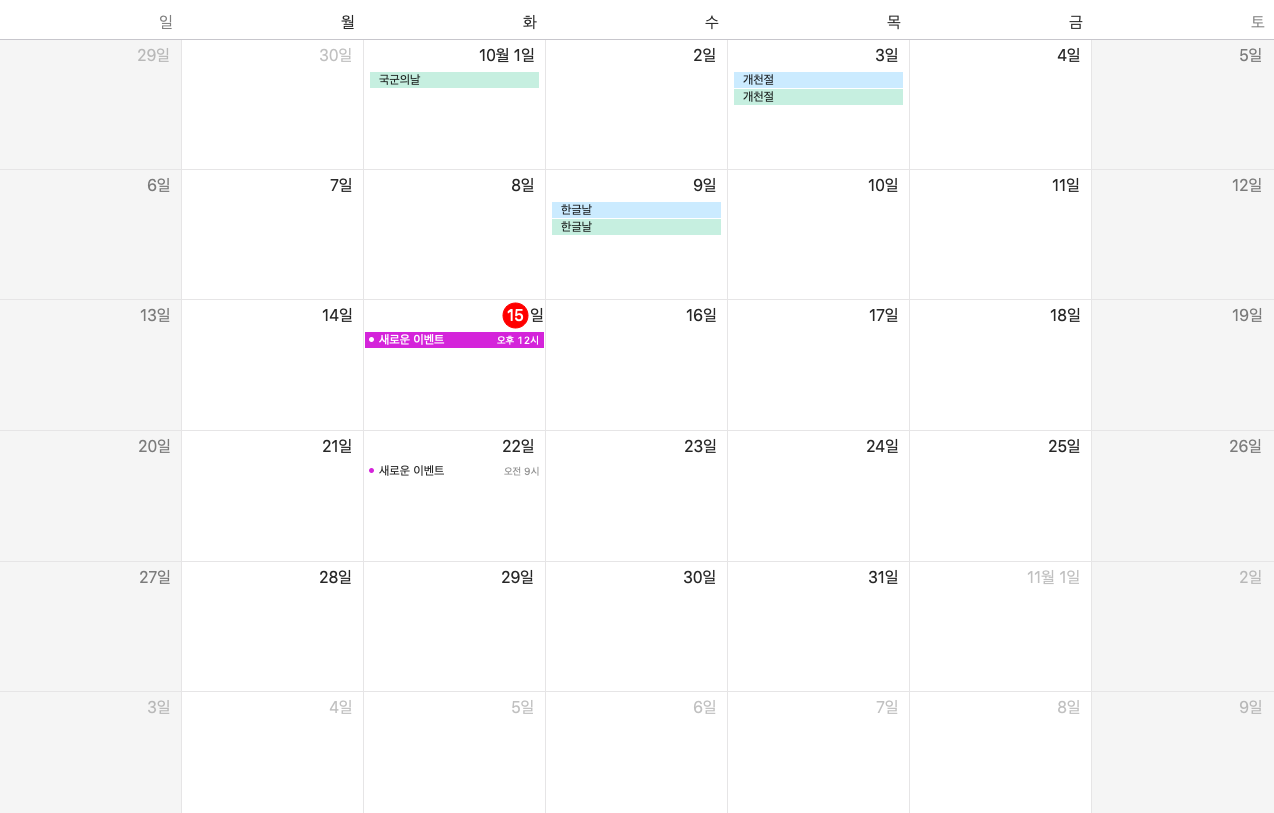 일 월 화 수 목 금 토
29일 30일 10월 1일 2일 3일 4일 5일
국군의날 개천절
개천절
6일 7일 8일 9일 10일 11일 12일
한글날
한글날
13일 14일 15일 16일 17일 18일 19일
새로운 이벤트 오후 12시
20일 21일 22일 23일 24일 25일 26일
새로운 이벤트 오전 9시
27일 28일 29일 30일 31일 11월 1일 2일
3일 4일 5일 6일 7일 8일 9일